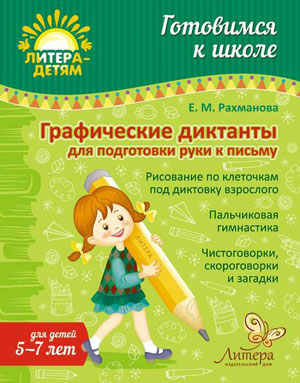 ЛИТЕРА-
ДЕТЯМ
Готовимся
к школе
Е. М. Рахманова
Графические диктанты
для подготовки руки к письму
Рисование по клеточкам
под диктовку взрослого
Пальчиковая
гимнастика
Чистоговорки,
скороговорки
и загадки
ЛИТЕРА
для детей
5–7 лет
Литера
издательский дом